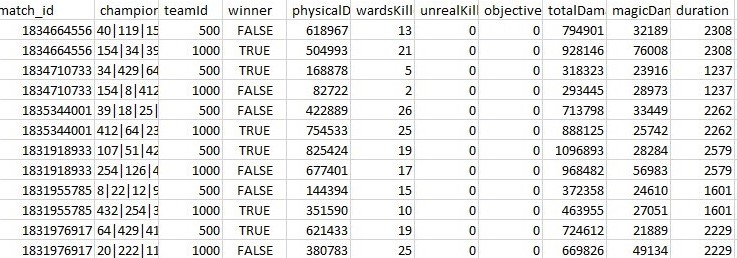 match_id champion teamId winner physicalD wardsKill unrealKill objective totalDam magicDam duration
1834664556 40|119|15 500 FALSE 618967 13 0 0 794901 32189 2308
1834664556 154|34|39 1000 TRUE 504993 21 0 0 928146 76008 2308
1834710733 34|429|64 500 TRUE 168878 5 0 0 318323 23916 1237
1834710733 154|8|412 1000 FALSE 82722 2 0 0 293445 28973 1237
1835344001 39|18|25| 500 FALSE 422889 26 0 0 713798 33449 2262
1835344001 412|64|23 1000 TRUE 754533 25 0 0 888125 25742 2262
1831918933 107|51|42 500 TRUE 825424 19 0 0 1096893 28284 2579
1831918933 254|126|4 1000 FALSE 677401 17 0 0 968482 56983 2579
1831955785 8|22|12|9 500 FALSE 144394 15 0 0 372358 24610 1601
1831955785 432|254|3 1000 TRUE 351590 10 0 0 463955 27051 1601
1831976917 64|429|41 500 TRUE 621433 19 0 0 724612 21889 2229
1831976917 20|222|11 1000 FALSE 380783 25 0 0 669826 49134 2229